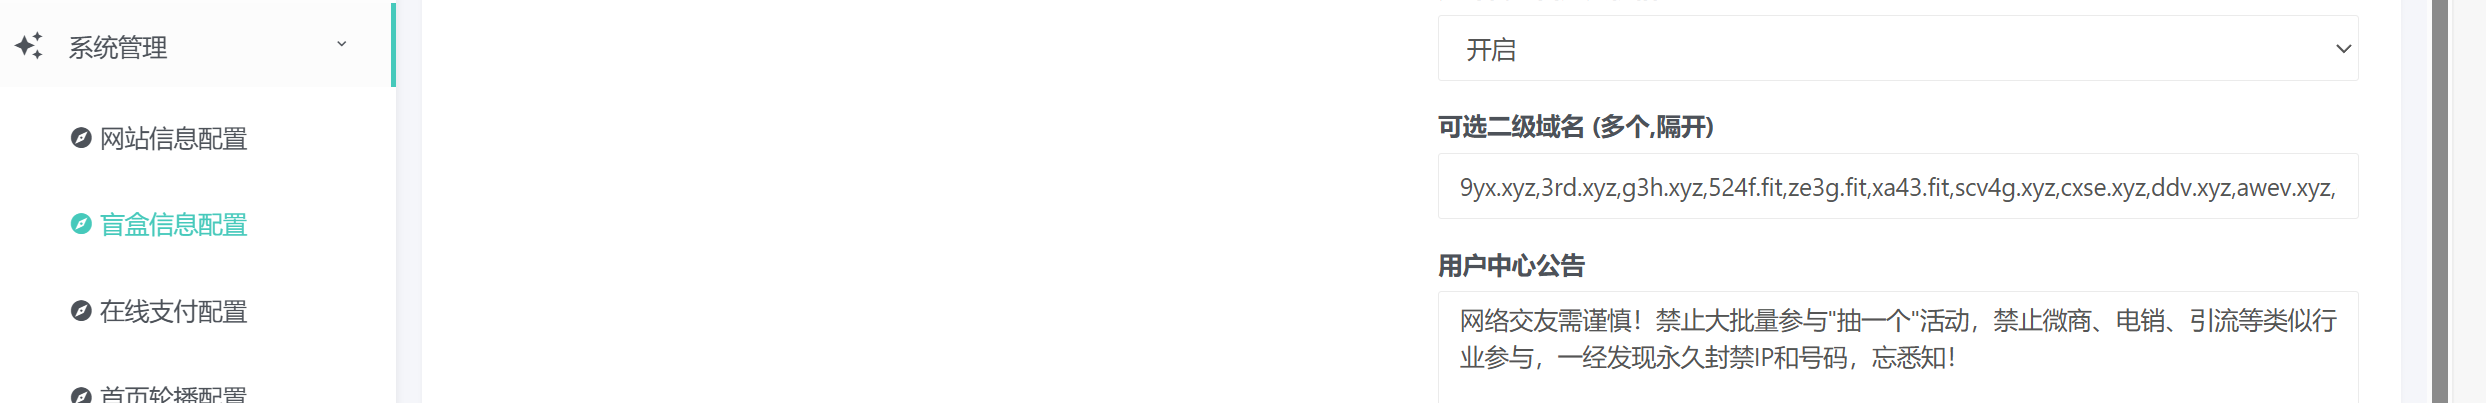 系统管理
网站信息配置
盲盒信息配置
在线支付配置
首页轮播配置
开启
可选二级域名 (多个,隔开)
9yx.xyz,3rd.xyz,g3h.xyz,524f.fit,ze3g.fit,xa43.fit,scv4g.xyz,cxse.xyz,ddv.xyz,awev.xyz,
用户中心公告
网络交友需谨慎！禁止大批量参与"抽一个"活动，禁止微商、电销、引流等类似行
业参与，一经发现永久封禁IP和号码，忘悉知！